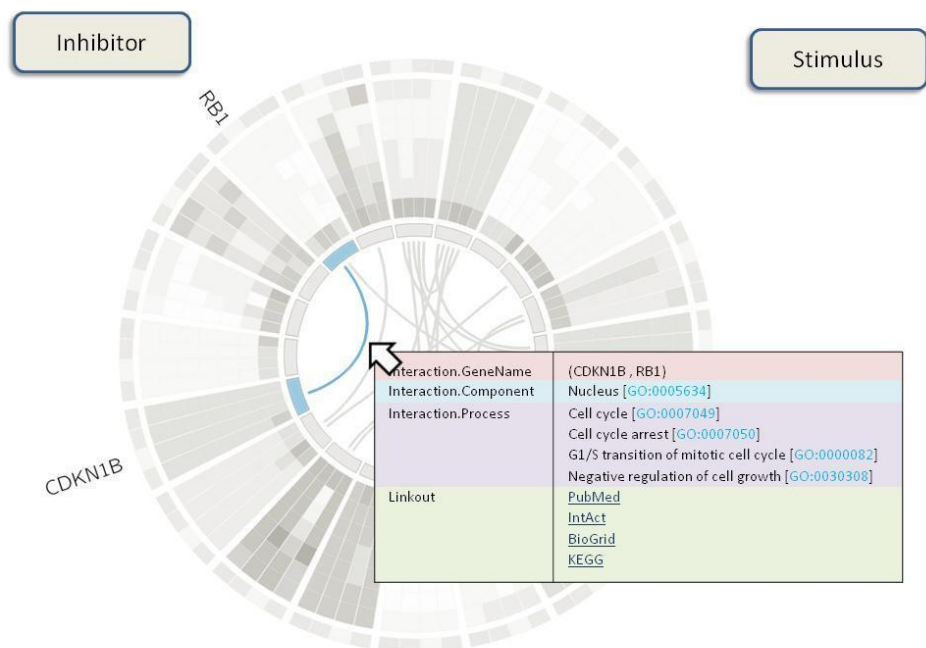 Inhibitor
Stimulus
RB1
CDKN1B
Interaction.GeneName (CDKN1B , RB1)
Interaction.Component Nucleus [GO:0005634]
Interaction.Process Cell cycle [GO:0007049]
Cell cycle arrest [GO:0007050]
G1/S transition of mitotic cell cycle [GO:0000082]
Negative regulation of cell growth [GO:0030308]
Linkout PubMed
IntAct
BioGrid
KEGG